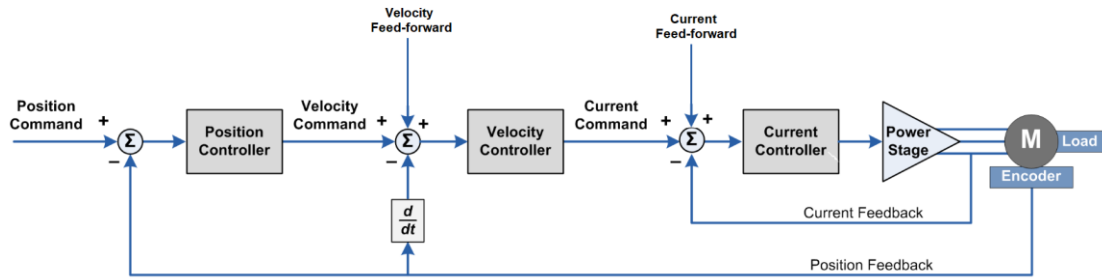 Velocity
Feed-forward
Current
Feed-forward
Position
Command
+
Σ
−
Position
Controller
Velocity
Command
+
+
Σ
−
Velocity
Controller
Current
Command
+
+
Σ
−
Current
Controller
Power
Stage
M
Load
Encoder
Current Feedback
d
dt
Position Feedback